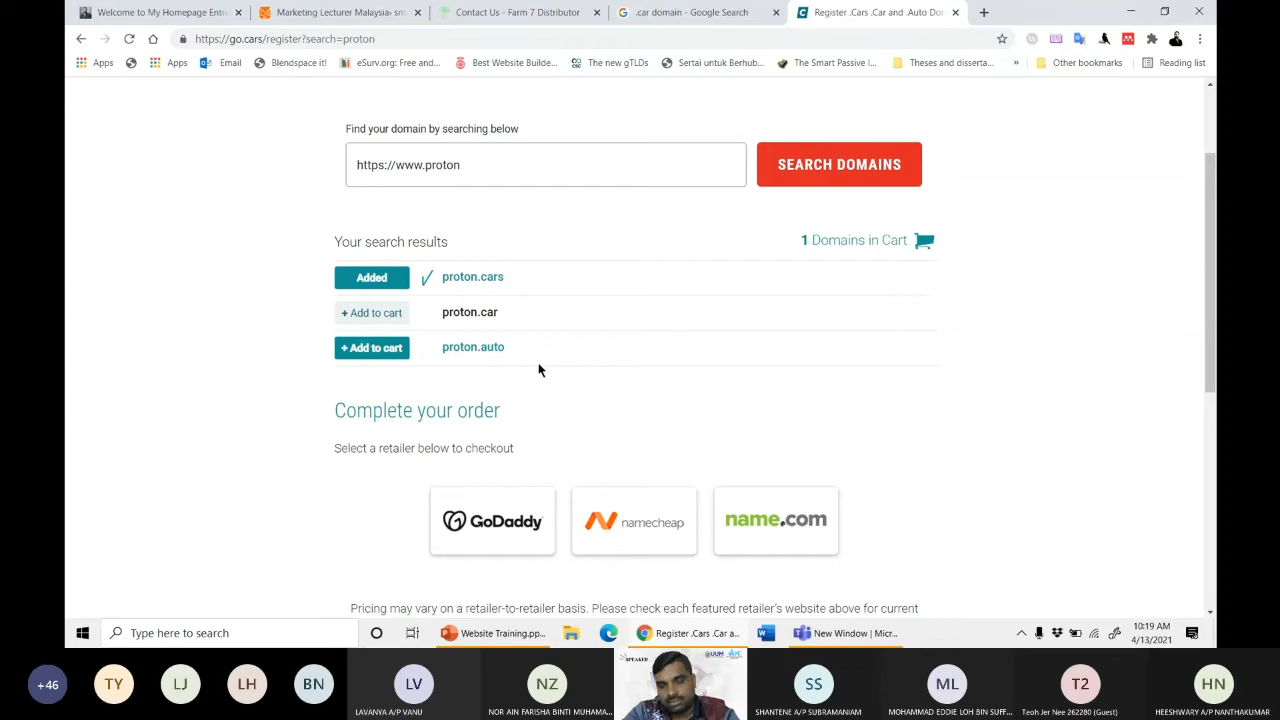 Welcome to My Homepage Entre
Marketing Lecturer Malaysia- sm
Contact Us - Farm 7 Distributor
.car domain - Google Search
Register .Cars .Car and .Auto Dom
https://go.cars/register?search=proton
Apps
Apps
Email
Blendspace it!
eSurv.org: Free and...
Best Website Builde...
The new gTLDs
Sertai untuk Berhub...
The Smart Passive I...
Theses and disserta...
»
Other bookmarks
Reading list
Find your domain by searching below
https://www.proton
SEARCH DOMAINS
Your search results
1 Domains in Cart
Added
proton.cars
+ Add to cart
proton.car
+ Add to cart
proton.auto
Complete your order
Select a retailer below to checkout
GoDaddy
namecheap
name.com
Pricing may vary on a retailer-to-retailer basis. Please check each featured retailer's website above for current
Type here to search
Website Training.pp...
Register .Cars .Car a...
New Window | Micr...
10:19 AM
4/13/2021
+46
TY
LJ
LH
BN
LV
LAVANYA A/P VANU
NZ
NOR AIN FARISHA BINTI MUHAMA...
SPEAKER
UUM
SS
SHANTENE A/P SUBRAMANIAM
ML
MOHAMMAD EDDIE LOH BIN SUFF...
T2
Teoh Jer Nee 262280 (Guest)
HN
HEESHWARY A/P NANTHAKUMAR